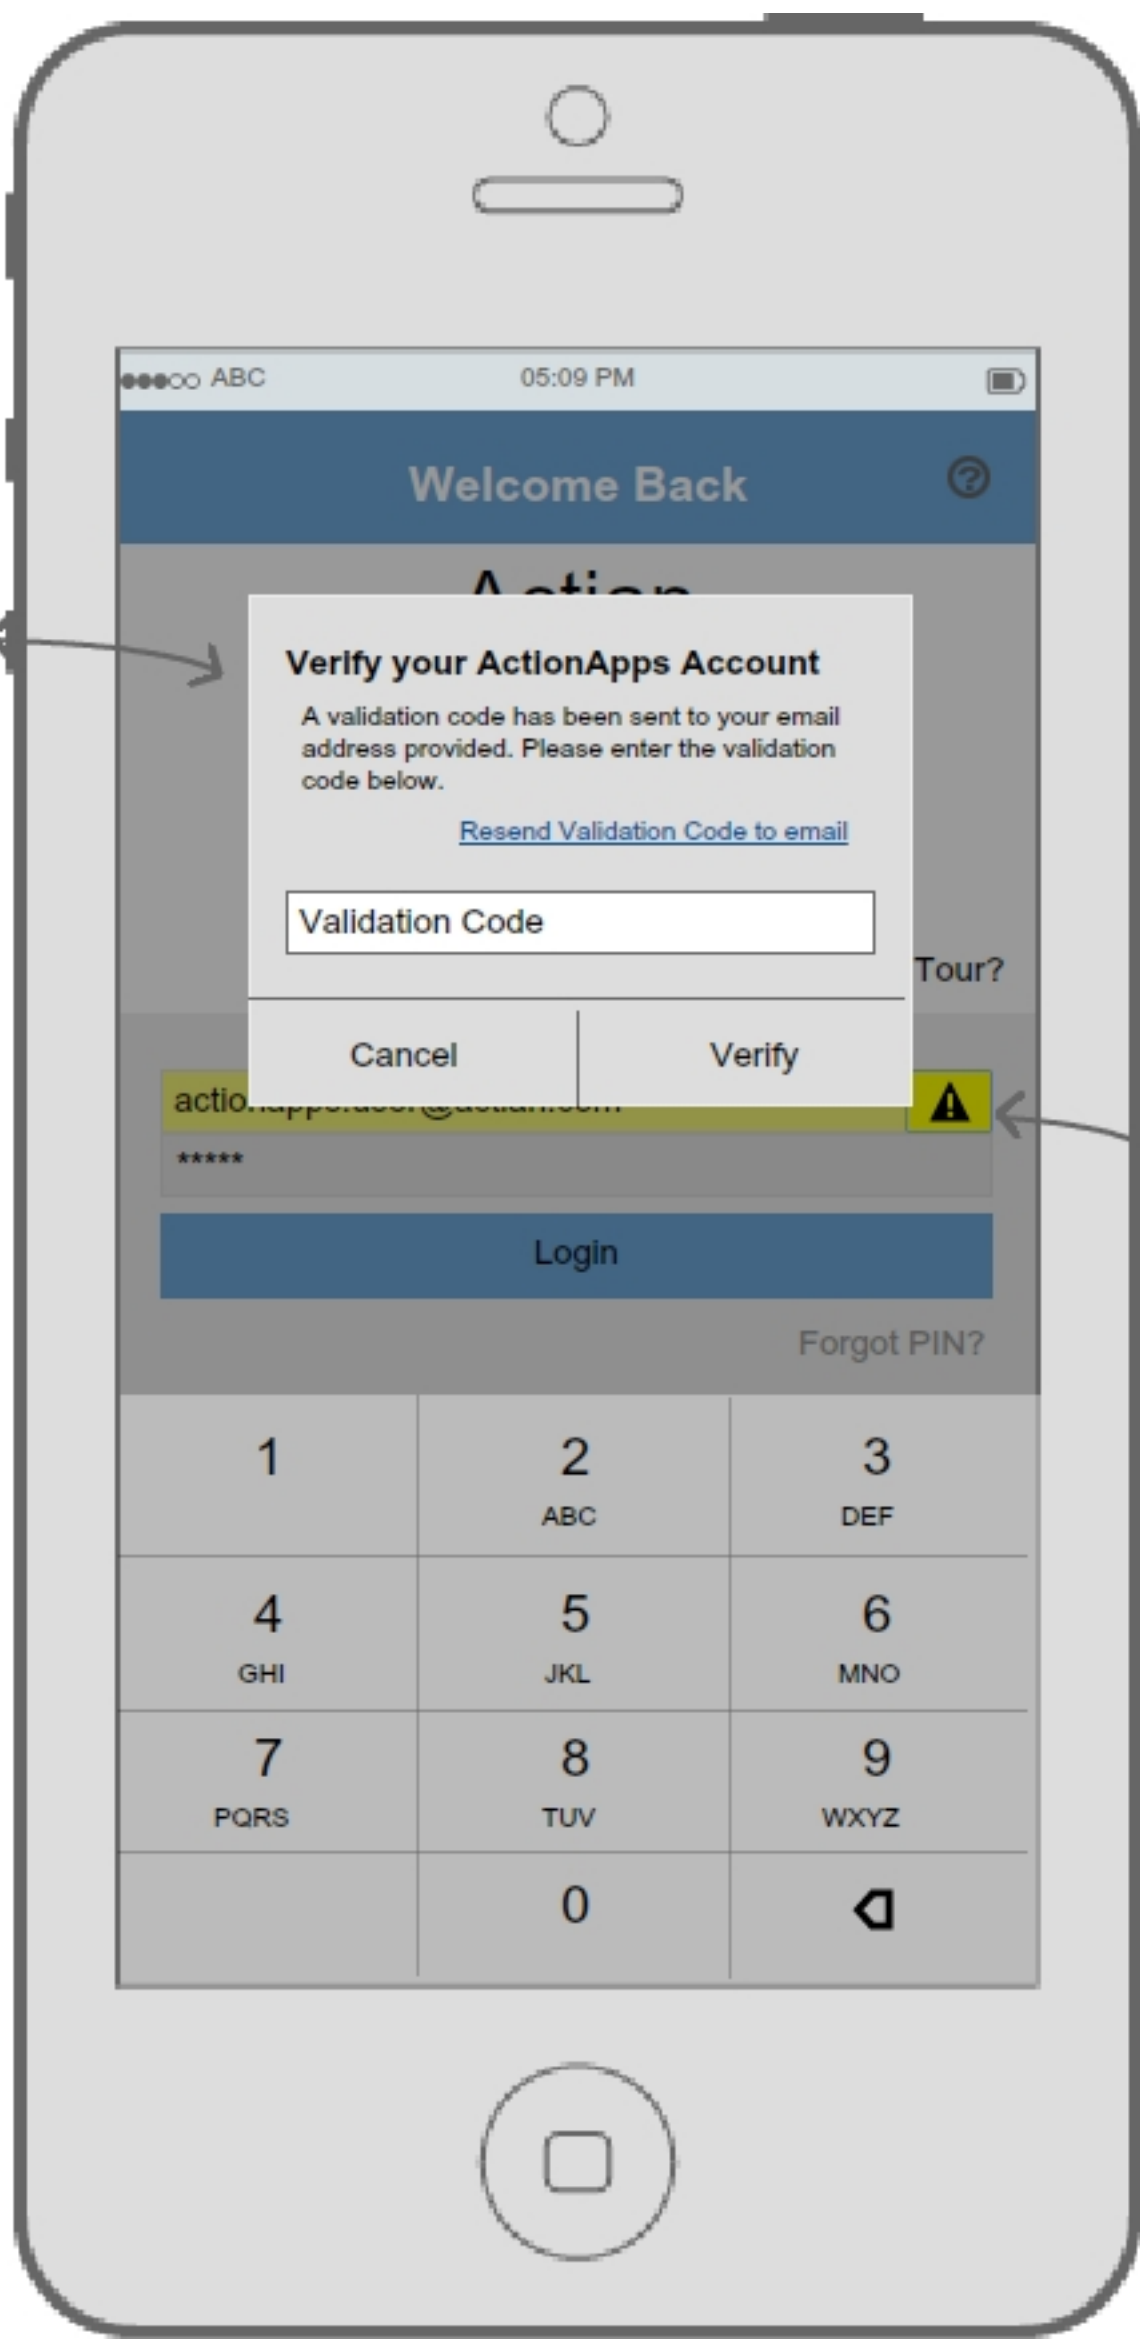 ABC 05:09 PM
Welcome Back
Verify your ActionApps Account
A validation code has been sent to your email
address provided. Please enter the validation
code below.
Resend Validation Code to email
Validation Code
Tour?
Cancel Verify
*****
Login
Forgot PIN?
1 2 3
ABC DEF
4 5 6
GHI JKL MNO
7 8 9
PQRS TUV WXYZ
0